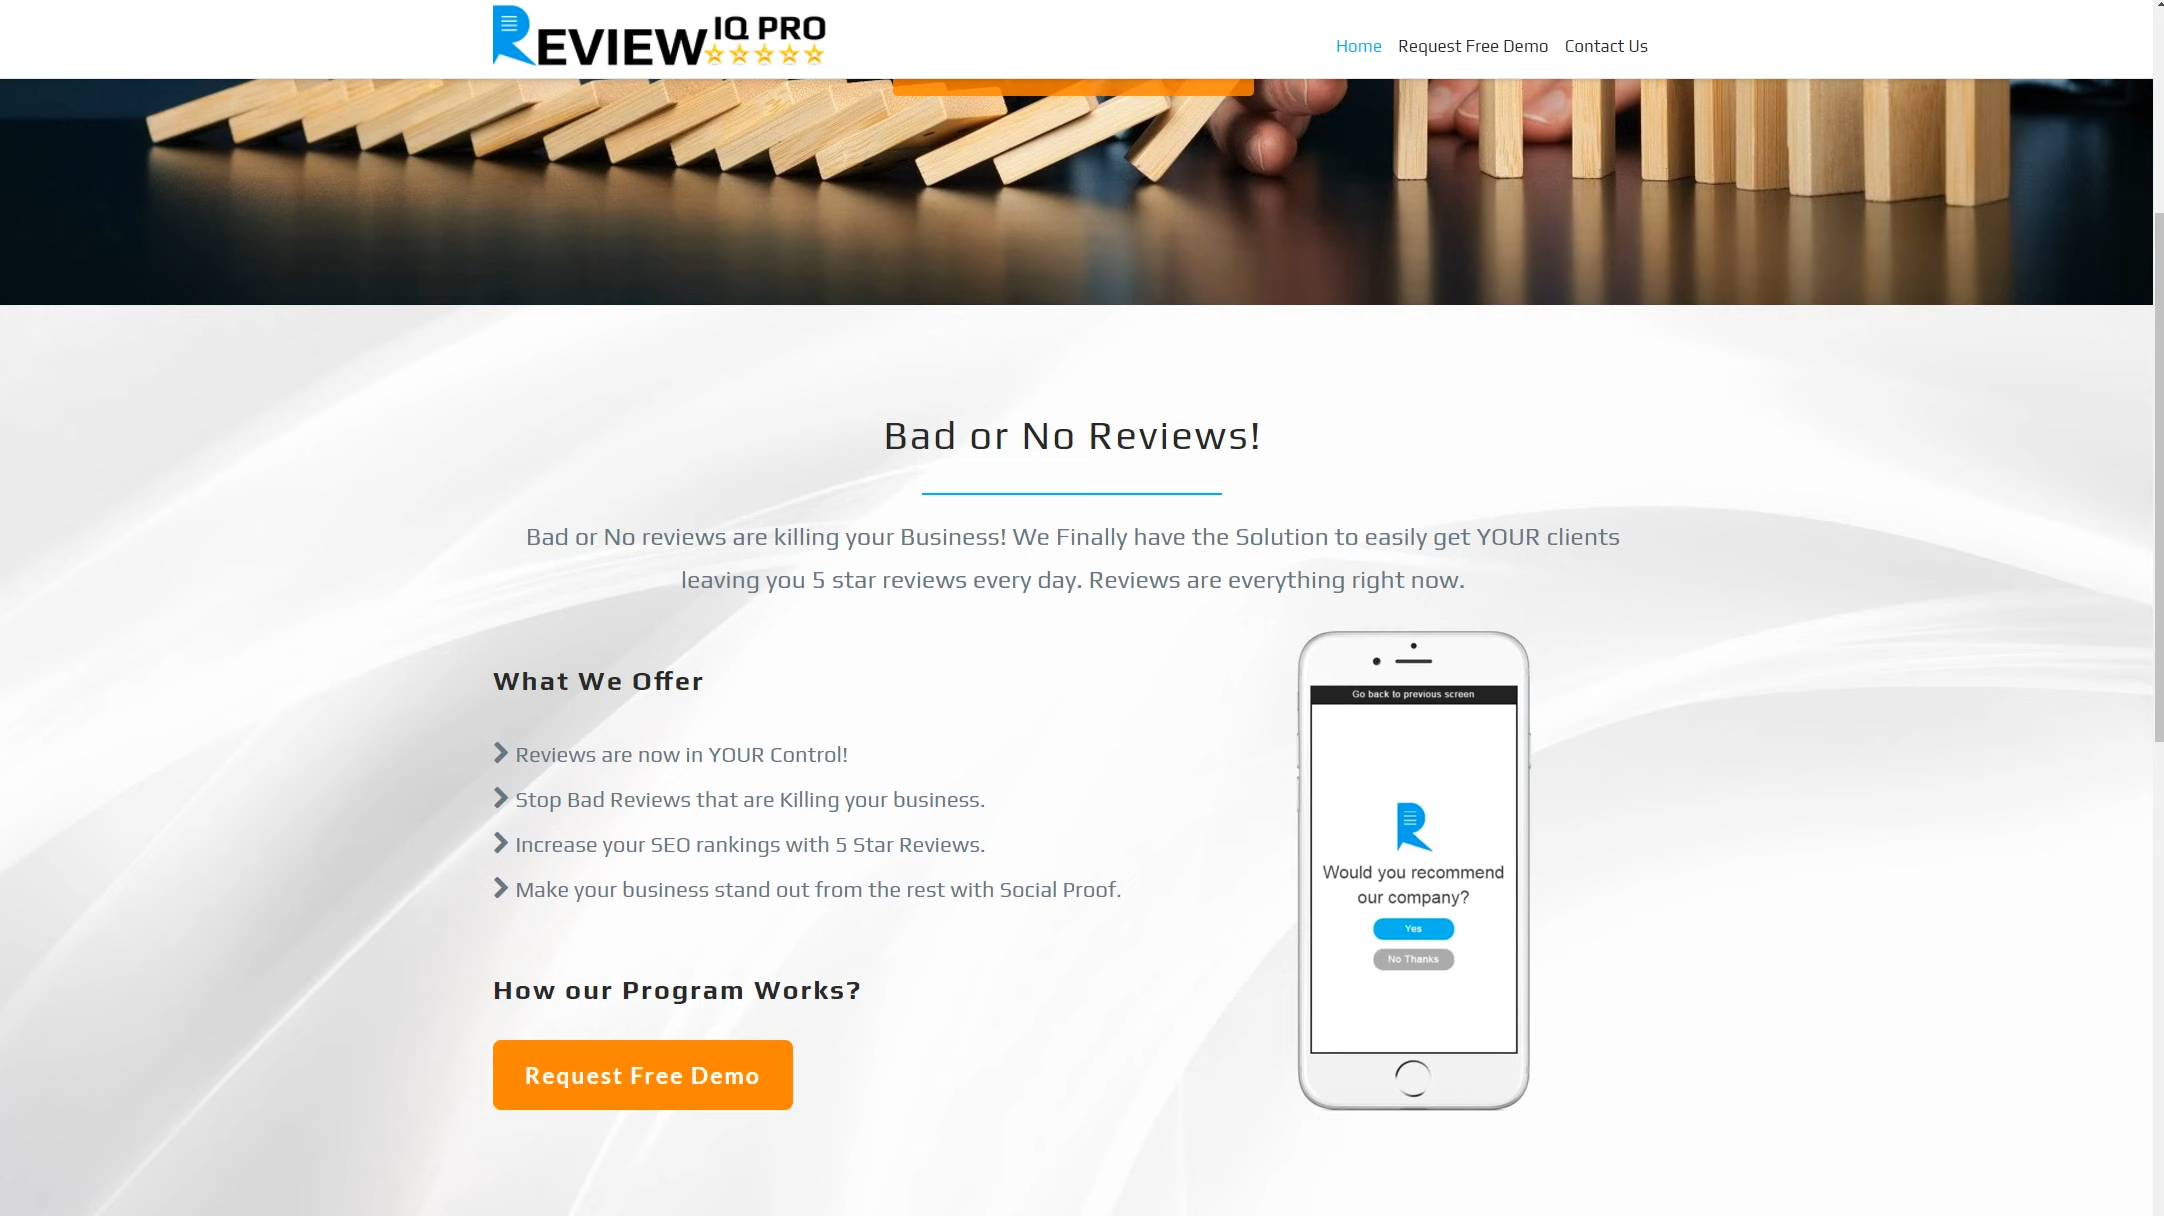 REVIEW IQ PRO
Home Request Free Demo Contact Us
Bad or No Reviews!
Bad or No reviews are killing your Business! We Finally have the Solution to easily get YOUR clients
leaving you 5 star reviews every day. Reviews are everything right now.
What We Offer
Reviews are now in YOUR Control!
Stop Bad Reviews that are Killing your business.
Increase your SEO rankings with 5 Star Reviews.
Make your business stand out from the rest with Social Proof.
How our Program Works?
Request Free Demo
Go back to previous screen
Would you recommend
our company?
Yes
No Thanks